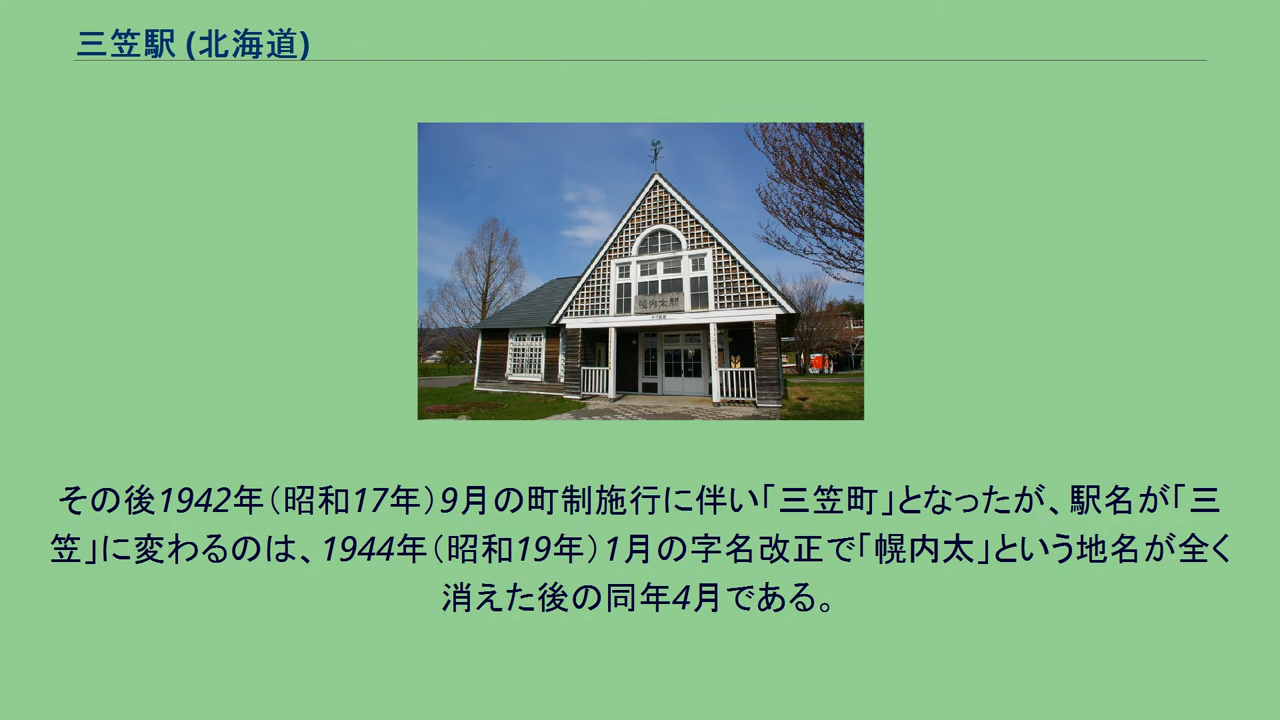 三笠駅 (北海道)
幌内太駅
その後1942年（昭和17年）9月の町制施行に伴い「三笠町」となったが、駅名が「三
笠」に変わるのは、1944年（昭和19年）1月の字名改正で「幌内太」という地名が全く
消えた後の同年4月である。